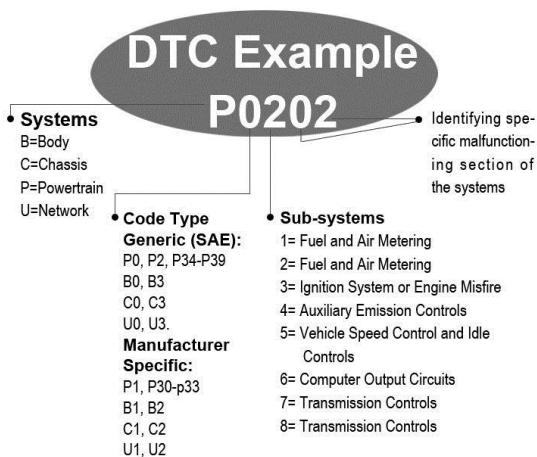 DTC Example
P0202
Systems
B=Body
C=Chassis
P=Powertrain
U=Network
Code Type
Generic (SAE):
P0, P2, P34-P39
B0, B3
C0, C3
U0, U3.
Manufacturer
Specific:
P1, P30-p33
B1, B2
C1, C2
U1, U2
Sub-systems
1= Fuel and Air Metering
2= Fuel and Air Metering
3= Ignition System or Engine Misfire
4= Auxiliary Emission Controls
5= Vehicle Speed Control and Idle
Controls
6= Computer Output Circuits
7= Transmission Controls
8= Transmission Controls
Identifying spe-
cific malfunction-
ing section of
the systems